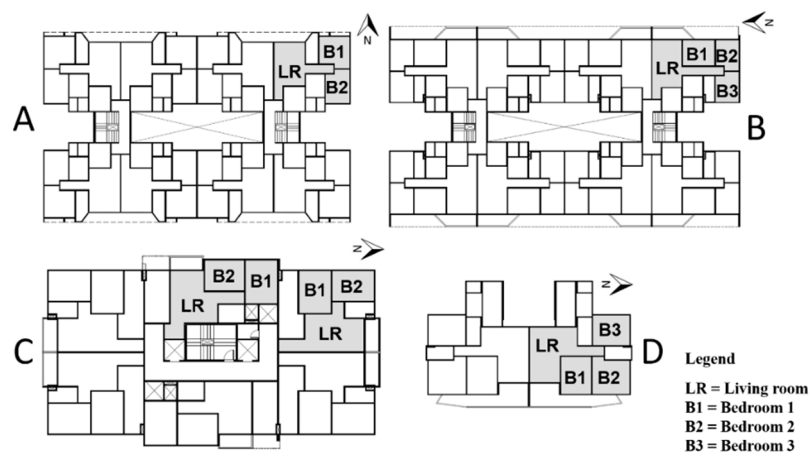 A
LR
B1
B2
N
B
LR
B1
B2
B3
N
C
LR
B2
B1
B1
B2
LR
N
D
LR
B3
B1
B2
N
Legend
LR = Living room
B1 = Bedroom 1
B2 = Bedroom 2
B3 = Bedroom 3